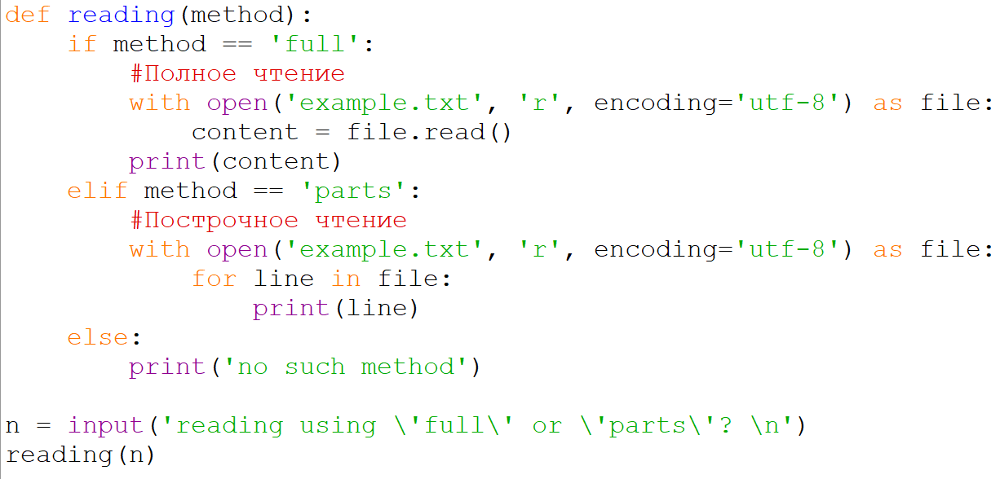 def reading(method):
    if method == 'full':
        #Полное чтение
        with open('example.txt', 'r', encoding='utf-8') as file:
            content = file.read()
        print(content)
    elif method == 'parts':
        #Построчное чтение
        with open('example.txt', 'r', encoding='utf-8') as file:
            for line in file:
                print(line)
    else:
        print('no such method')

n = input('reading using \'full\' or \'parts\'? \n')
reading(n)